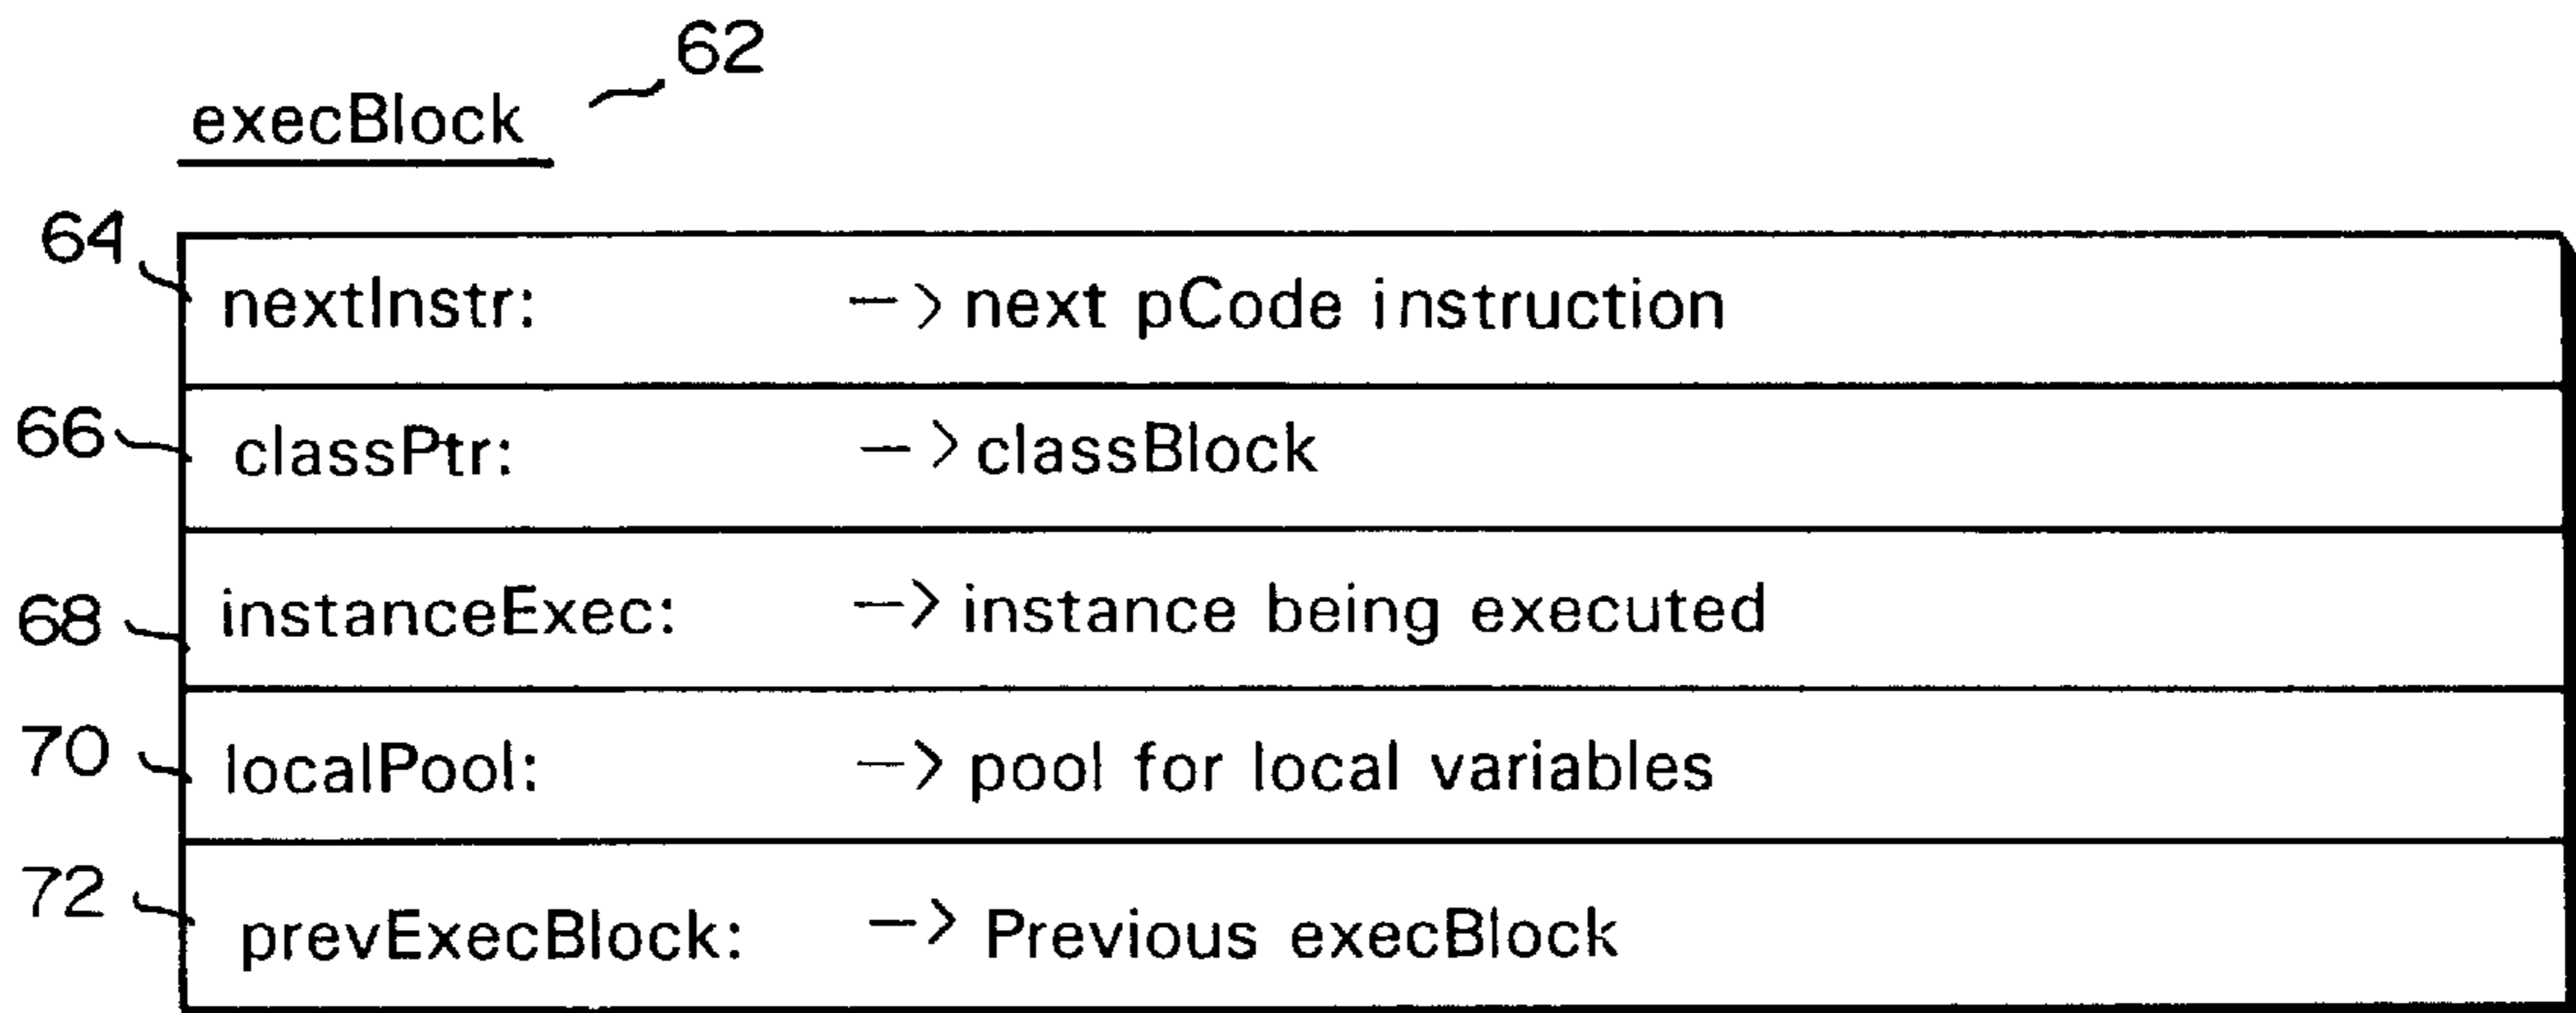 62
execBlock
64 nextInstr: —> next pCode instruction
66 classPtr: —> classBlock
68 instanceExec: —> instance being executed
70 localPool: —> pool for local variables
72 prevExecBlock: —> Previous execBlock